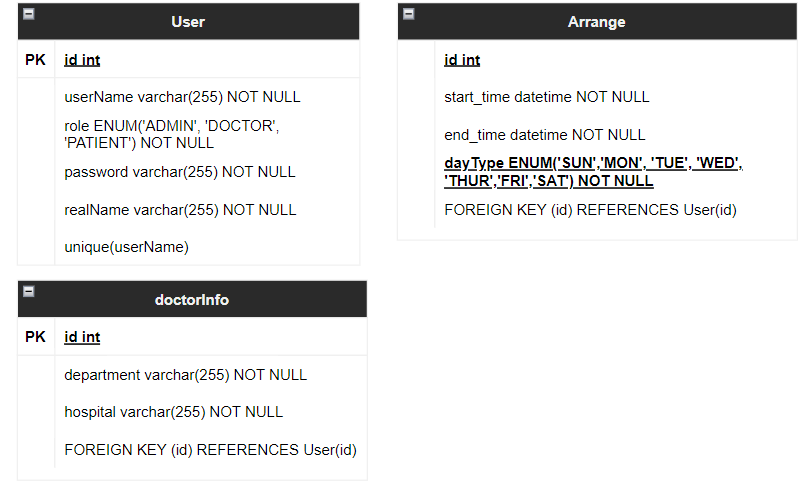 User
PK id int
userName varchar(255) NOT NULL
role ENUM('ADMIN', 'DOCTOR',
'PATIENT') NOT NULL
password varchar(255) NOT NULL
realName varchar(255) NOT NULL
unique(userName)
Arrange
id int
start_time datetime NOT NULL
end_time datetime NOT NULL
dayType ENUM('SUN','MON', 'TUE', 'WED',
'THUR','FRI','SAT') NOT NULL
FOREIGN KEY (id) REFERENCES User(id)
doctorInfo
PK id int
department varchar(255) NOT NULL
hospital varchar(255) NOT NULL
FOREIGN KEY (id) REFERENCES User(id)